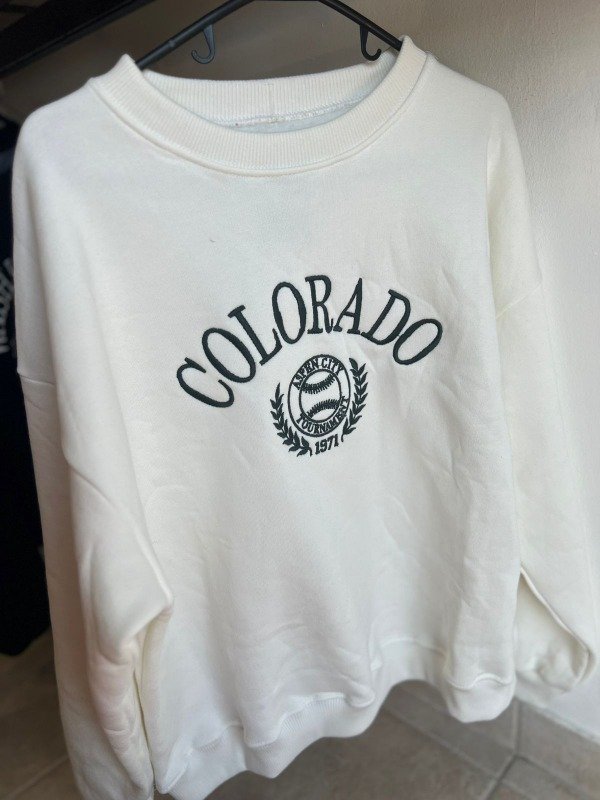 COLORADO
ASPEN CITY
TOURNAMENT
1971